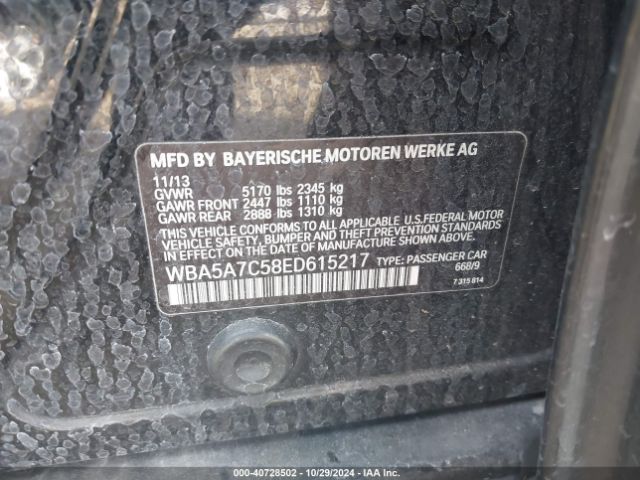 MFD BY BAYERISCHE MOTOREN WERKE AG
11/13
GVWR 5170 lbs 2345 kg
GAWR FRONT 2447 lbs 1110 kg
GAWR REAR 2888 lbs 1310 kg
THIS VEHICLE CONFORMS TO ALL APPLICABLE U.S.FEDERAL MOTOR
VEHICLE SAFETY, BUMPER, AND THEFT PREVENTION STANDARDS
IN EFFECT ON THE DATE OF MANUFACTURE SHOWN ABOVE.
WBA5A7C58ED615217 TYPE: PASSENGER CAR
668/9
7 315 814
000-40728502 - 10/29/2024 - IAA Inc.